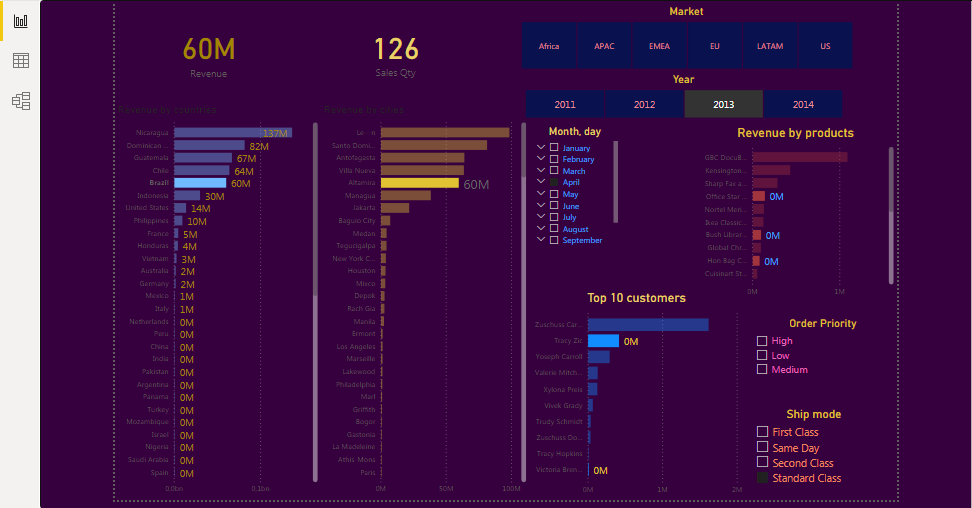 Market
60M
Revenue
126
Sales Qty
Africa
APAC
EMEA
EU
LATAM
US
Year
2011
2012
2013
2014
Revenue by countries
Nicaragua 137M
Dominican ... 82M
Guatemala 67M
Chile 64M
Brazil 60M
Indonesia 30M
United States 14M
Philippines 10M
France 5M
Honduras 4M
Vietnam 3M
Australia 2M
Germany 2M
Mexico 1M
Italy 1M
Netherlands 0M
Peru 0M
China 0M
India 0M
Pakistan 0M
Argentina 0M
Panama 0M
Turkey 0M
Mozambique 0M
Israel 0M
Nigeria 0M
Saudi Arabia 0M
Spain 0M
0.0bn 0.1bn
Revenue by cities
Santo Domi...
Antofagasta
Villa Nueva
Altamira 60M
Managua
Jakarta
Baguio City
Medan
Tegucigalpa
New York C...
Houston
Mixco
Depok
Rach Gia
Manila
Ermont
Los Angeles
Marseille
Lakewood
Philadelphia
Griffith
Bogor
Gastonia
La Madeleine
Athis Mons
Paris
0M 50M 100M
Month, day
January
February
March
April
May
June
July
August
September
Revenue by products
GBC DocuB...
Kensington...
Sharp Fax a...
Office Star ... 0M
Nortel Meri...
Ikea Classic...
Bush Librar... 0M
Global Chr...
Hon Bag C... 0M
Cuisinart St...
0M 1M
Top 10 customers
Zuschuss Car...
Tracy Zic 0M
Yoseph Carroll
Valerie Mitch...
Xylona Preis
Vivek Grady
Trudy Schmidt
Zuschuss Do...
Tracy Hopkins
Victoria Bren... 0M
0M 1M 2M
Order Priority
High
Low
Medium
Ship mode
First Class
Same Day
Second Class
Standard Class